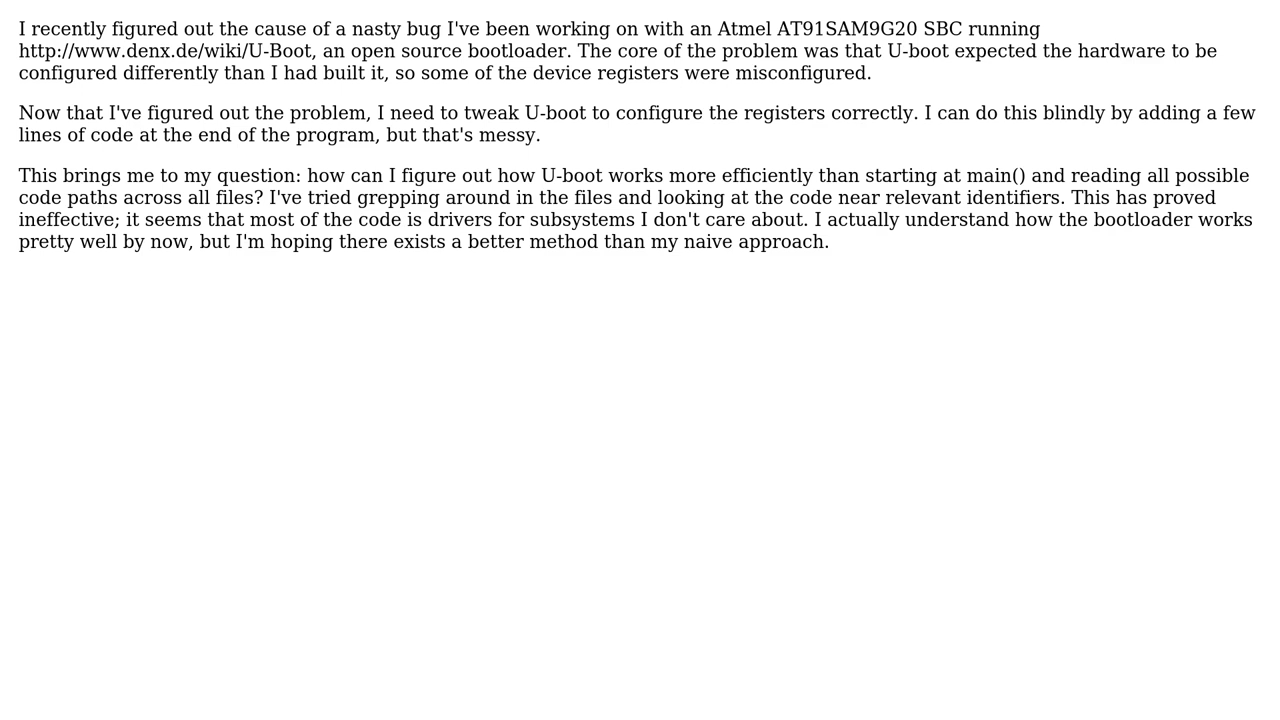 I recently figured out the cause of a nasty bug I've been working on with an Atmel AT91SAM9G20 SBC running
http://www.denx.de/wiki/U-Boot, an open source bootloader. The core of the problem was that U-boot expected the hardware to be
configured differently than I had built it, so some of the device registers were misconfigured.
Now that I've figured out the problem, I need to tweak U-boot to configure the registers correctly. I can do this blindly by adding a few
lines of code at the end of the program, but that's messy.
This brings me to my question: how can I figure out how U-boot works more efficiently than starting at main() and reading all possible
code paths across all files? I've tried grepping around in the files and looking at the code near relevant identifiers. This has proved
ineffective; it seems that most of the code is drivers for subsystems I don't care about. I actually understand how the bootloader works
pretty well by now, but I'm hoping there exists a better method than my naive approach.